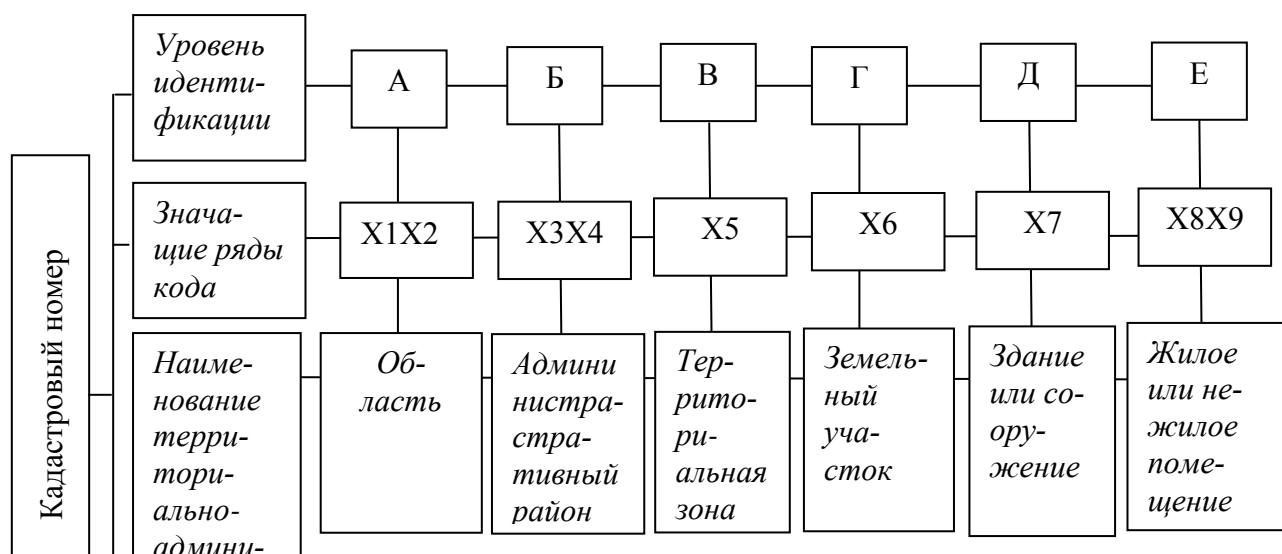 Кадастровый номер
Уровень
иденти-
фикации
А
Б
В
Г
Д
Е
Знача-
щие ряды
кода
X1X2
X3X4
X5
X6
X7
X8X9
Наиме-
нование
терри-
тори-
ально-
админи-
Об-
ласть
Админи
нистра-
стра-
тивный
район
Тер-
рито-
ри-
альная
зона
Земель-
ный
уча-
сток
Здание
или со-
ору-
жение
Жилое
или не-
жилое
поме-
щение